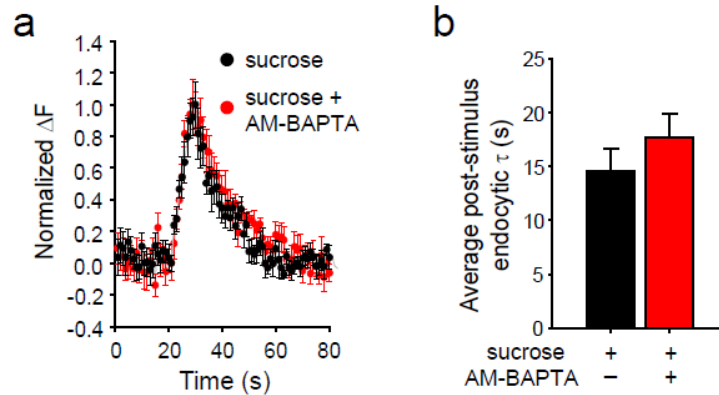 a
Normalized ΔF
1.4
1.2
1.0
0.8
0.6
0.4
0.2
0.0
-0.2
-0.4
0
20
40
60
80
Time (s)
sucrose
sucrose +
AM-BAPTA
b
Average post-stimulus
endocytic τ (s)
25
20
15
10
5
0
sucrose + +
AM-BAPTA – +